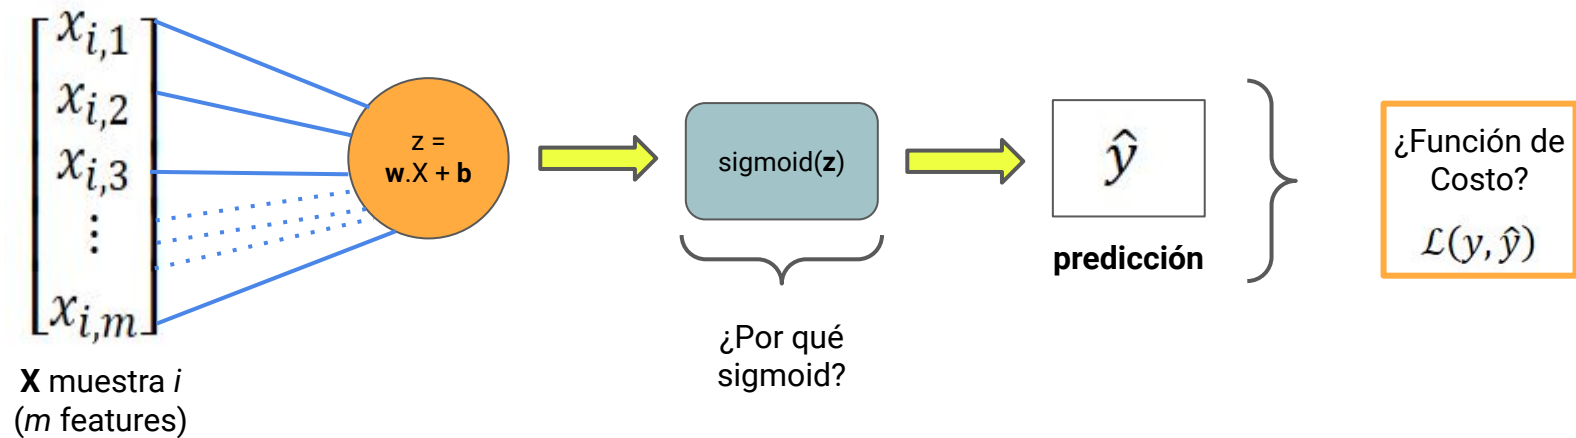 x_{i,1}
x_{i,2}
x_{i,3}
⋮
x_{i,m}
X muestra i
(m features)
z =
w.X + b
sigmoid(z)
¿Por qué
sigmoid?
ŷ
predicción
¿Función de
Costo?
ℒ(y, ŷ)